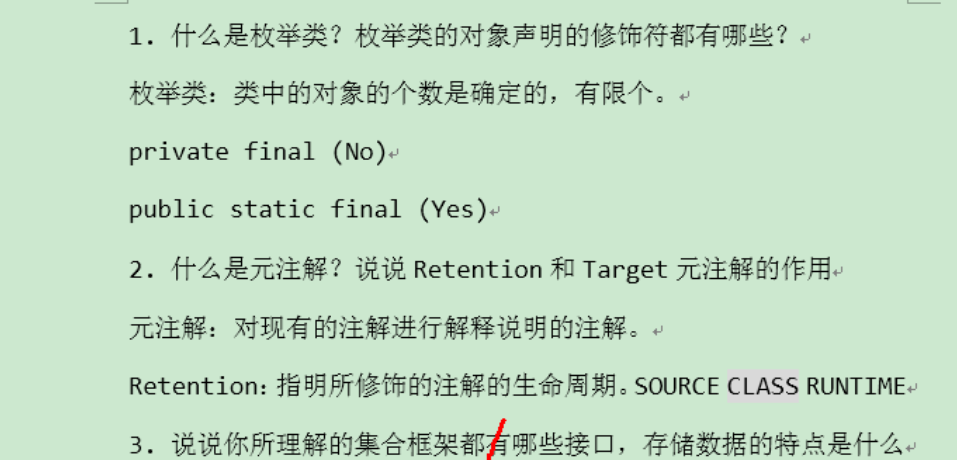 1. 什么是枚举类？枚举类的对象声明的修饰符都有哪些？
枚举类：类中的对象的个数是确定的，有限个。
private final (No)
public static final (Yes)
2. 什么是元注解？说说 Retention 和 Target 元注解的作用
元注解：对现有的注解进行解释说明的注解。
Retention：指明所修饰的注解的生命周期。SOURCE CLASS RUNTIME
3. 说说你所理解的集合框架都有哪些接口，存储数据的特点是什么